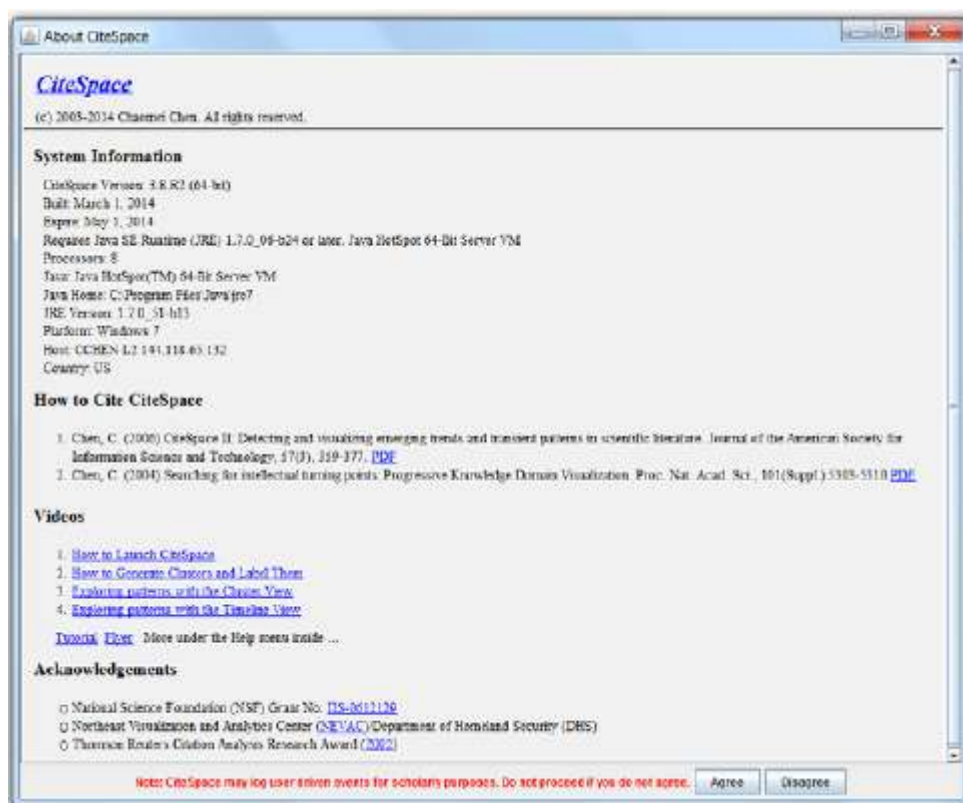 About CiteSpace
CiteSpace
(c) 2003-2014 Chaomei Chen. All rights reserved.
System Information
CiteSpace Version: 3.8.R2 (64-bit)
Built: March 1, 2014
Expire: May 1, 2014
Requires Java SE Runtime (JRE) 1.7.0_06-b24 or later. Java HotSpot 64-Bit Server VM
Processors: 8
Java: Java HotSpot(TM) 64-Bit Server VM
Java Home: C:\Program Files\Java\jre7
JRE Version: 1.7.0_51-b13
Platform: Windows 7
Host: CCHEN-L2
Country: US
How to Cite CiteSpace
1. Chen, C. (2006) CiteSpace II: Detecting and visualizing emerging trends and transient patterns in scientific literature. Journal of the American Society for
Information Science and Technology, 57(3), 359-377. PDF
2. Chen, C. (2004) Searching for intellectual turning points: Progressive Knowledge Domain Visualization. Proc. Nat. Acad. Sci., 101(Suppl.) 5303-5310 PDF
Videos
1. How to Launch CiteSpace
2. How to Generate Clusters and Label Them
3. Exploring patterns with the Cluster View
4. Exploring patterns with the Timeline View
Tutorial Flyer More under the Help menu inside ...
Acknowledgements
National Science Foundation (NSF) Grant No. IIS-0612129
Northeast Visualization and Analytics Center (NEVAC)/Department of Homeland Security (DHS)
Thomson Reuters Citation Analysis Research Award (2002)
Note: CiteSpace may log user driven events for scholarly purposes. Do not proceed if you do not agree. Agree Disagree